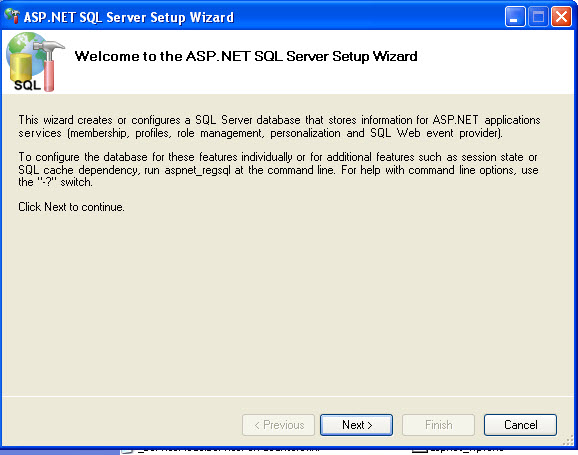 ASP.NET SQL Server Setup Wizard
Welcome to the ASP.NET SQL Server Setup Wizard
SQL
This wizard creates or configures a SQL Server database that stores information for ASP.NET applications
services (membership, profiles, role management, personalization and SQL Web event provider).
To configure the database for these features individually or for additional features such as session state or
SQL cache dependency, run aspnet_regsql at the command line. For help with command line options, use
the "-?" switch.
Click Next to continue.
< Previous
Next >
Finish
Cancel